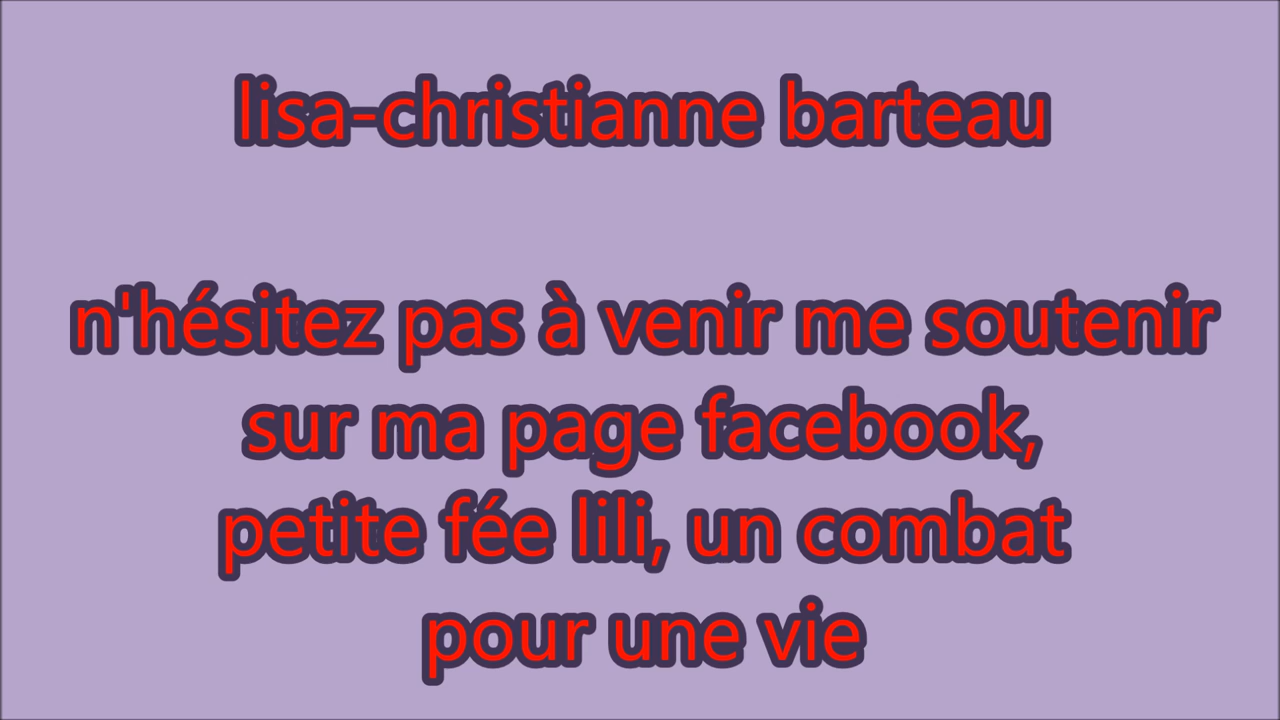 lisa-christianne barteau
n'hésitez pas à venir me soutenir
sur ma page facebook,
petite fée lili, un combat
pour une vie